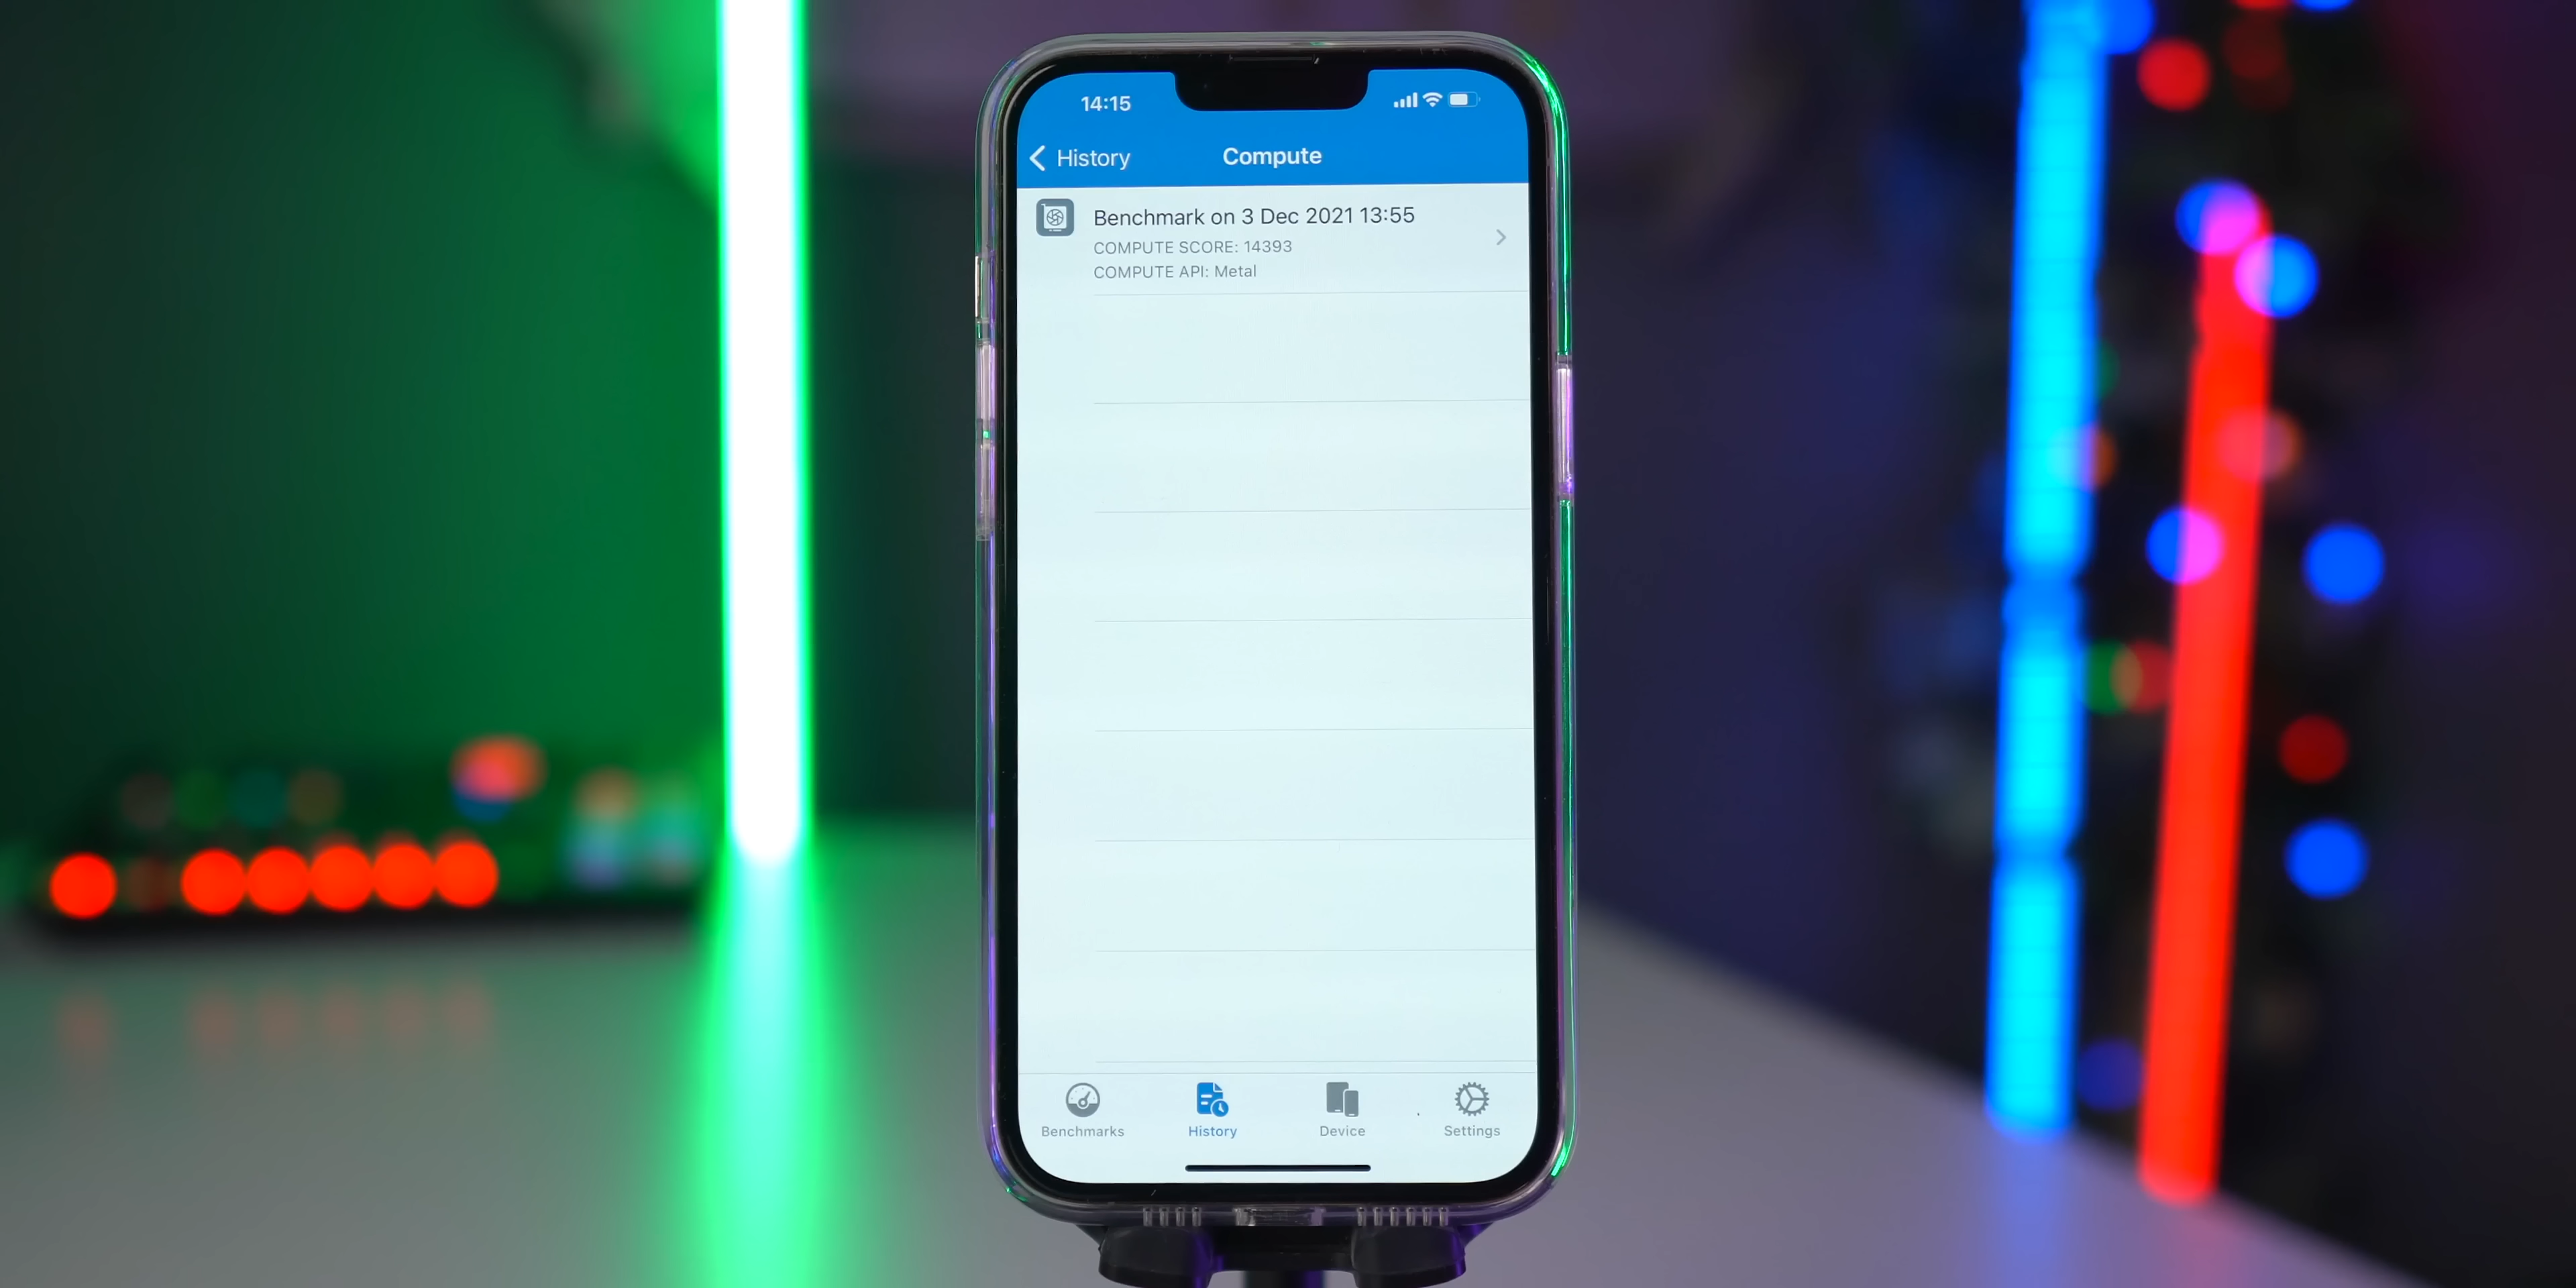 14:15
History
Compute
Benchmark on 3 Dec 2021 13:55
COMPUTE SCORE: 14393
COMPUTE API: Metal
Benchmarks
History
Device
Settings